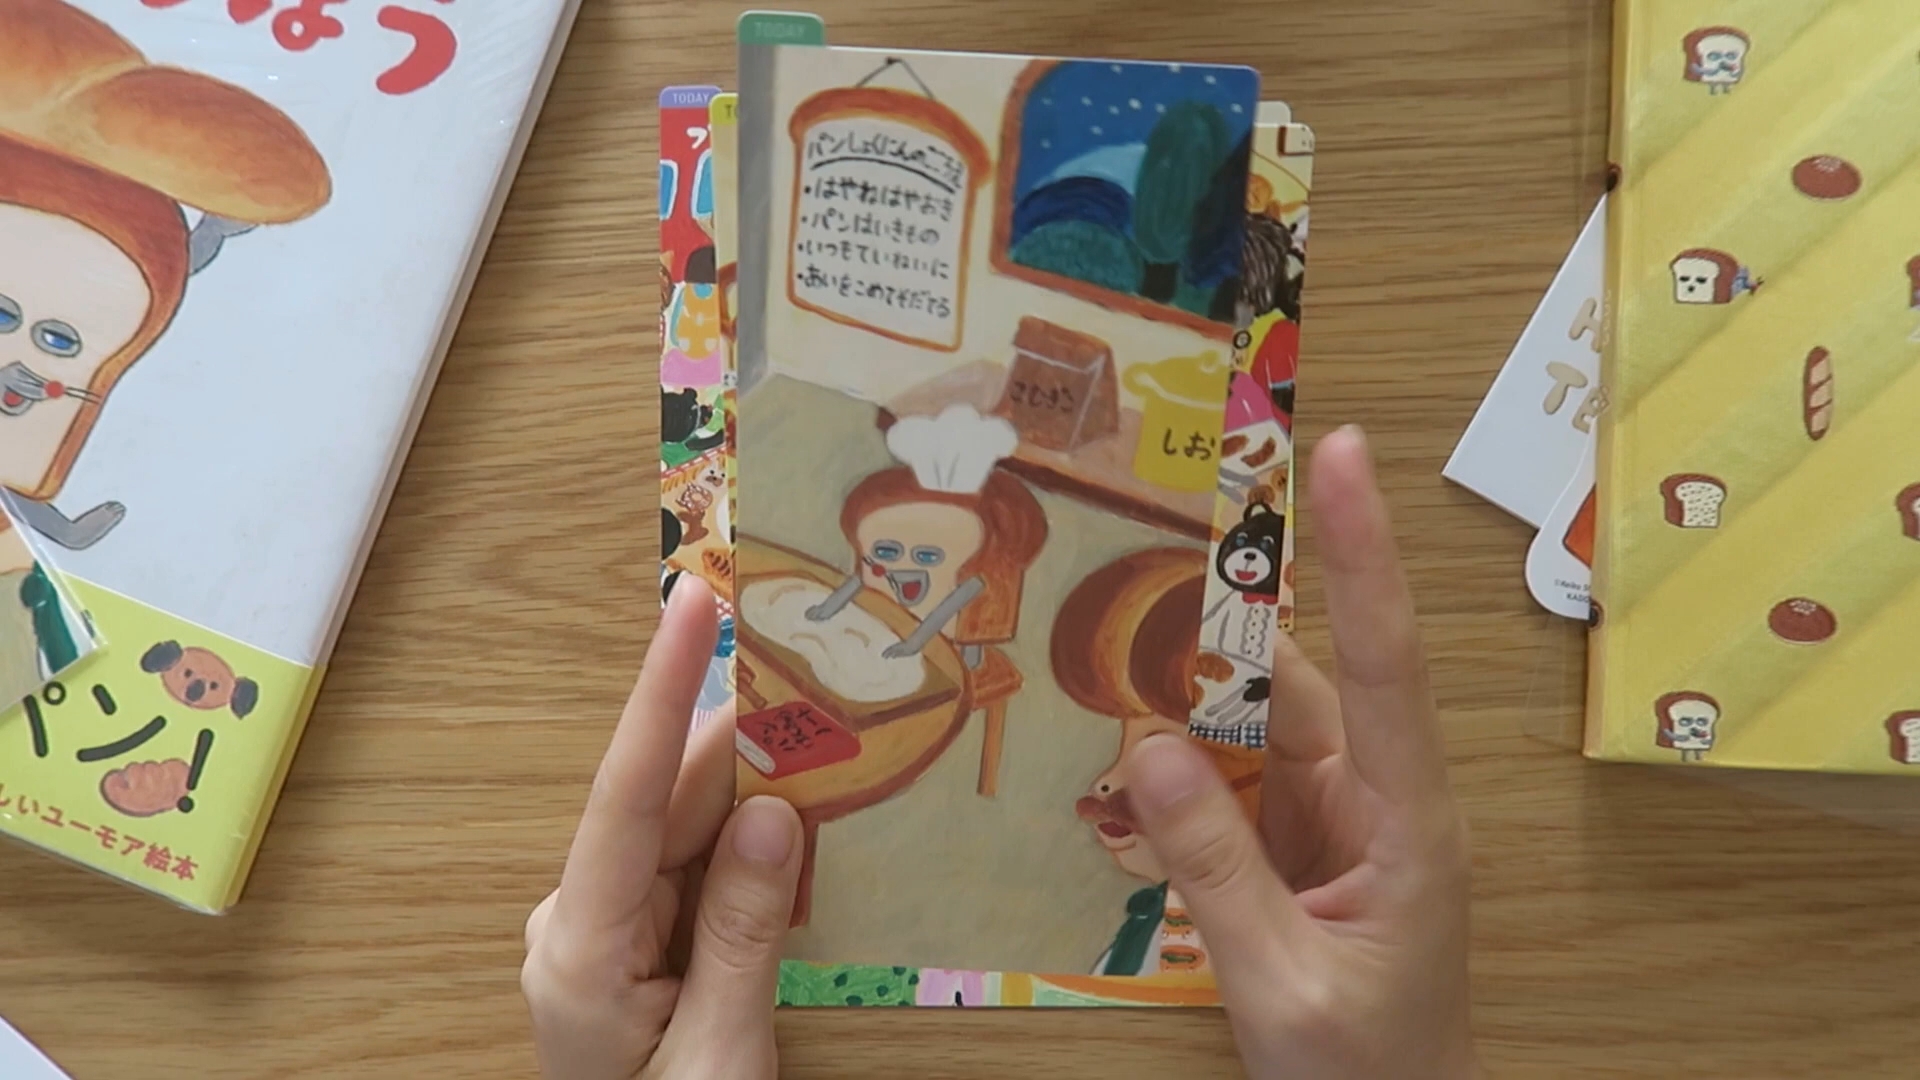 TODAY
TODAY
パンしょくにんのこころえ
・はやねはやおき
・パンはいきもの
・いつもていねいに
・あいをこめてそだてる
こむぎこ
しお
パン!
しいユーモア絵本